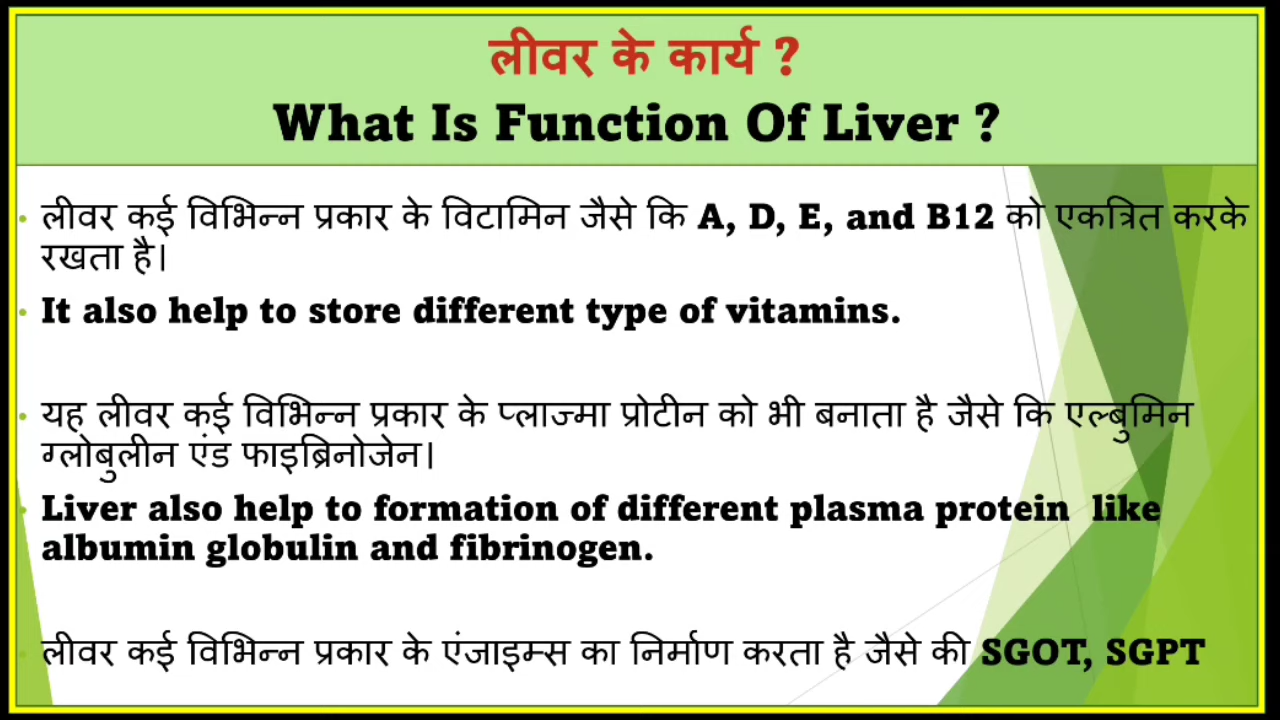 लीवर के कार्य ?
What Is Function Of Liver ?
• लीवर कई विभिन्न प्रकार के विटामिन जैसे कि A, D, E, and B12 को एकत्रित करके
रखता है।
• It also help to store different type of vitamins.
• यह लीवर कई विभिन्न प्रकार के प्लाज्मा प्रोटीन को भी बनाता है जैसे कि एल्बुमिन
ग्लोबुलीन एंड फाइब्रिनोजेन।
• Liver also help to formation of different plasma protein  like
albumin globulin and fibrinogen.
• लीवर कई विभिन्न प्रकार के एंजाइम्स का निर्माण करता है जैसे की SGOT, SGPT